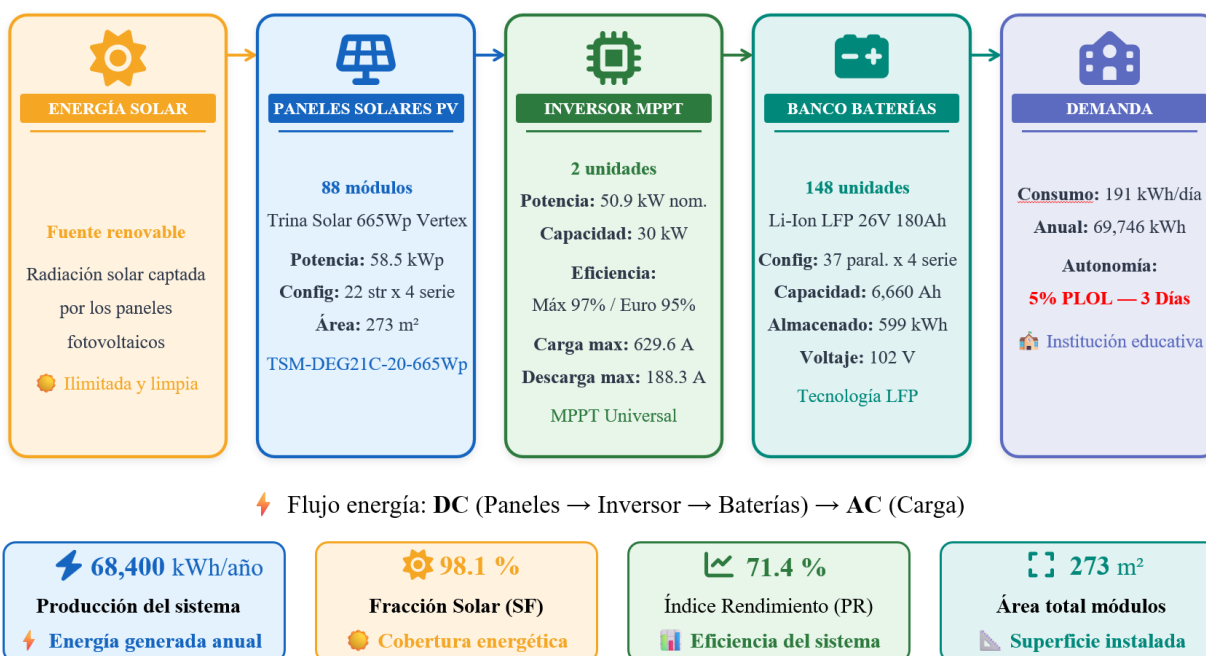 ENERGÍA SOLAR
Fuente renovable
Radiación solar captada
por los paneles
fotovoltaicos
Ilimitada y limpia
PANELES SOLARES PV
88 módulos
Trina Solar 665Wp Vertex
Potencia: 58.5 kWp
Config: 22 str x 4 serie
Área: 273 m²
TSM-DEG21C-20-665Wp
INVERSOR MPPT
2 unidades
Potencia: 50.9 kW nom.
Capacidad: 30 kW
Eficiencia:
Máx 97% / Euro 95%
Carga max: 629.6 A
Descarga max: 188.3 A
MPPT Universal
BANCO BATERÍAS
148 unidades
Li-Ion LFP 26V 180Ah
Config: 37 paral. x 4 serie
Capacidad: 6,660 Ah
Almacenado: 599 kWh
Voltaje: 102 V
Tecnología LFP
DEMANDA
Consumo: 191 kWh/día
Anual: 69,746 kWh
Autonomía:
5% PLOL — 3 Días
Institución educativa
Flujo energía: DC (Paneles → Inversor → Baterías) → AC (Carga)
68,400 kWh/año
Producción del sistema
Energía generada anual
98.1 %
Fracción Solar (SF)
Cobertura energética
71.4 %
Índice Rendimiento (PR)
Eficiencia del sistema
273 m²
Área total módulos
Superficie instalada